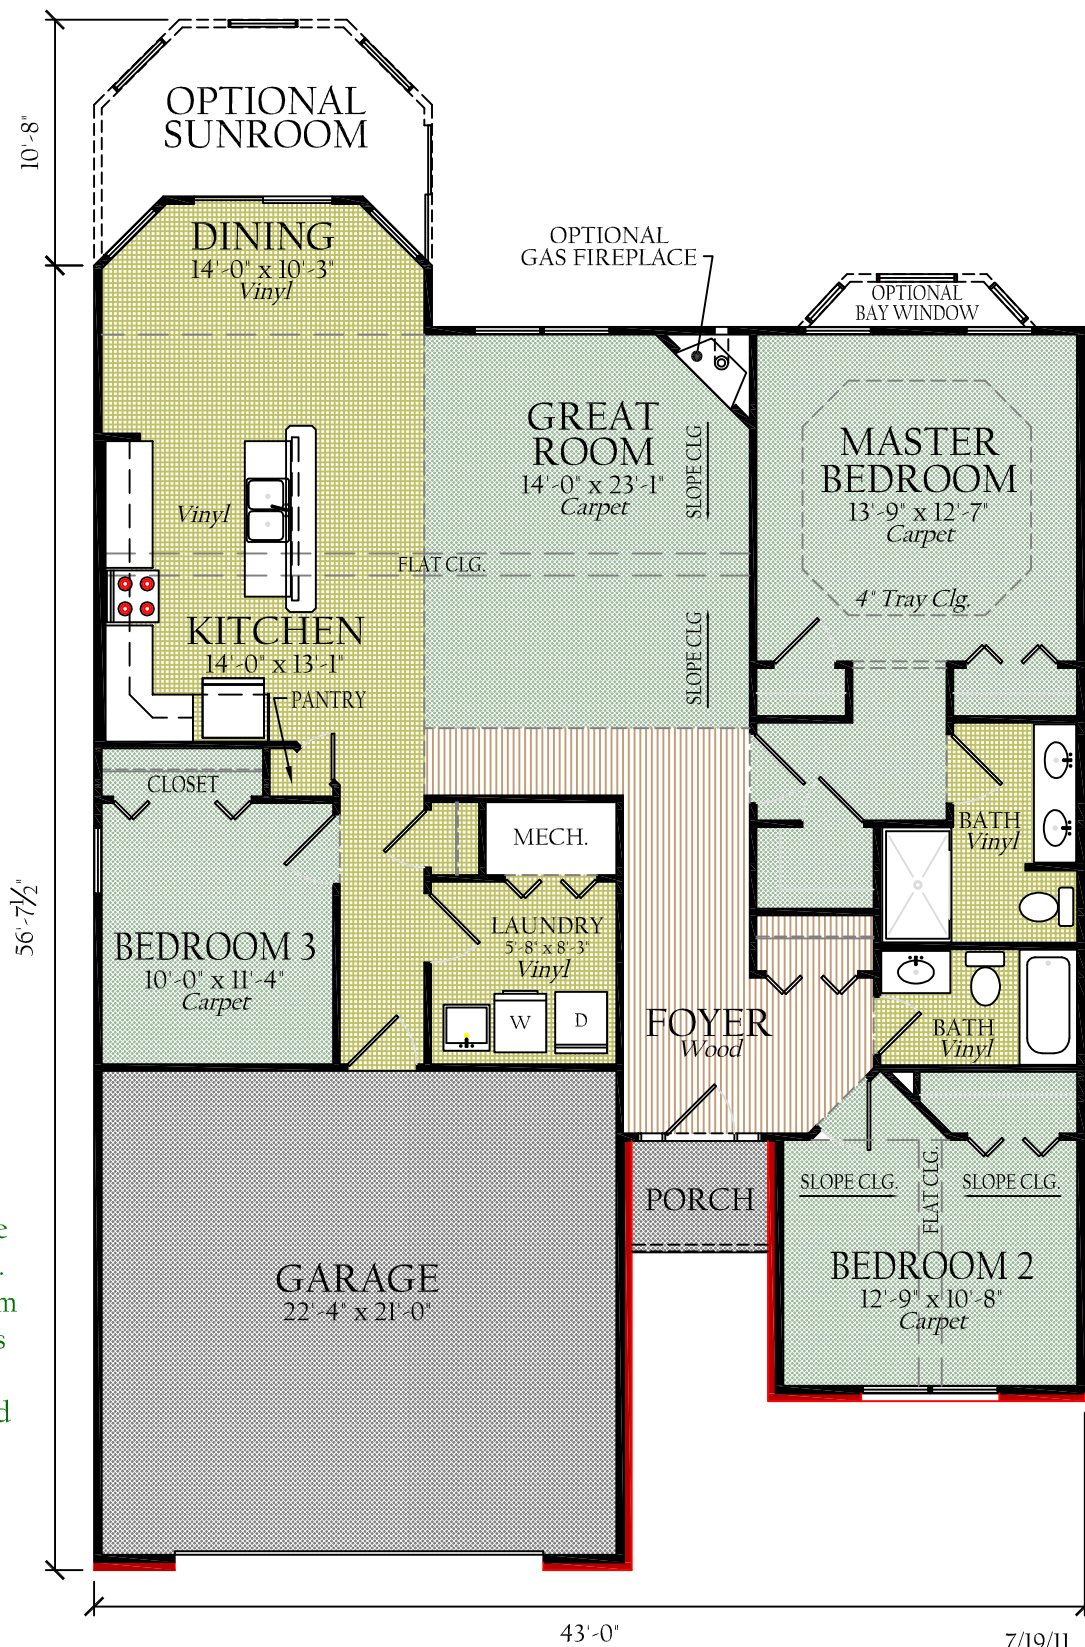 10'-8"
OPTIONAL
SUNROOM
DINING
14'-0" x 10'-3"
Vinyl
OPTIONAL
GAS FIREPLACE
OPTIONAL
BAY WINDOW
GREAT
ROOM
14'-0" x 23'-1"
Carpet
SLOPE CLG
MASTER
BEDROOM
13'-9" x 12'-7"
Carpet
4" Tray Clg.
Vinyl
FLAT CLG.
KITCHEN
14'-0" x 13'-1"
SLOPE CLG
PANTRY
CLOSET
MECH.
BATH
Vinyl
56'-7½"
BEDROOM 3
10'-0" x 11'-4"
Carpet
LAUNDRY
5'-8" x 8'-3"
Vinyl
W
D
FOYER
Wood
BATH
Vinyl
PORCH
SLOPE CLG.
FLAT CLG.
SLOPE CLG.
BEDROOM 2
12'-9" x 10'-8"
Carpet
GARAGE
22'-4" x 21'-0"
43'-0"
7/19/11